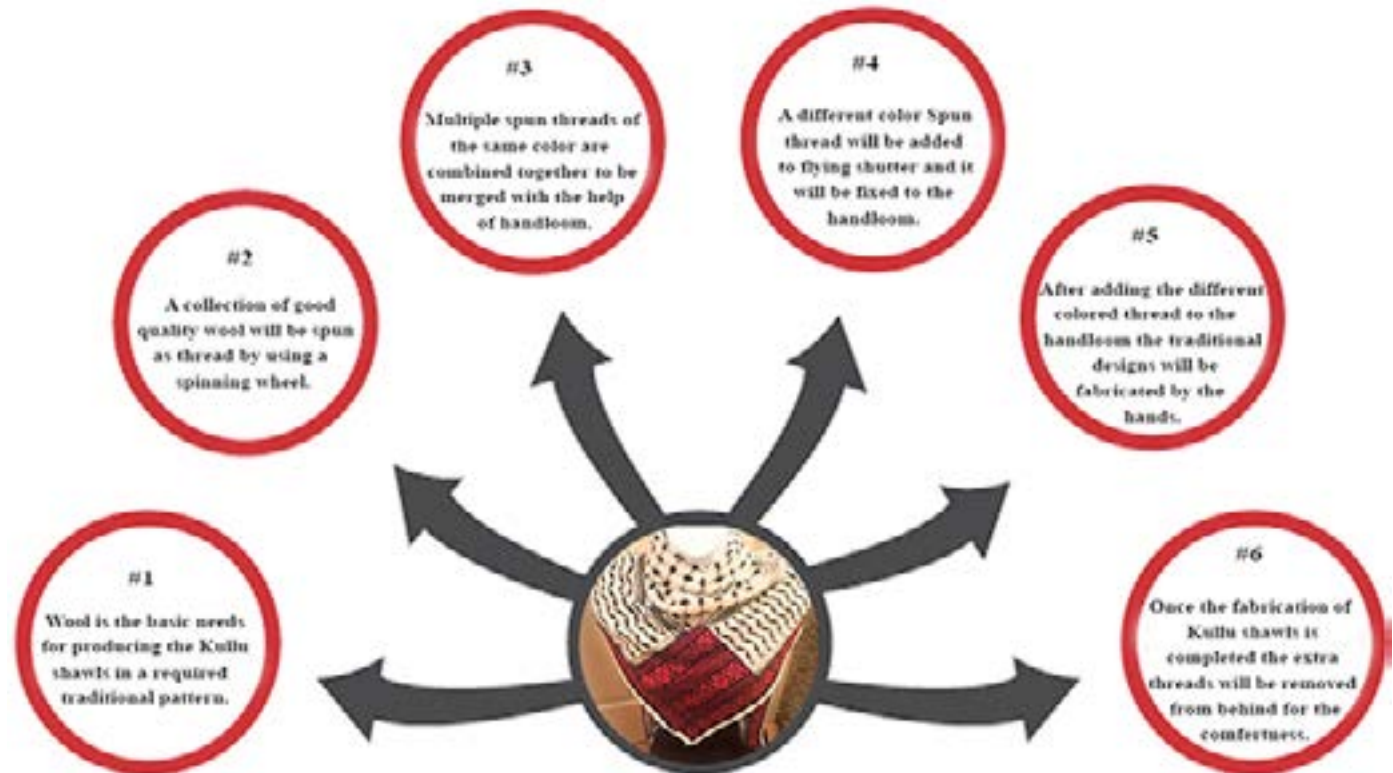 #1
Wool is the basic needs
for producing the Kullu
shawls in a required
traditional pattern.
#2
A collection of good
quality wool will be spun
as thread by using a
spinning wheel.
#3
Multiple spun threads of
the same color are
combined together to be
merged with the help
of handloom.
#4
A different color Spun
thread will be added
to flying shutter and it
will be fixed to the
handloom.
#5
After adding the different
colored thread to the
handloom the traditional
designs will be
fabricated by the
hands.
#6
Once the fabrication of
Kullu shawls is
completed the extra
threads will be removed
from behind for the
comfertness.